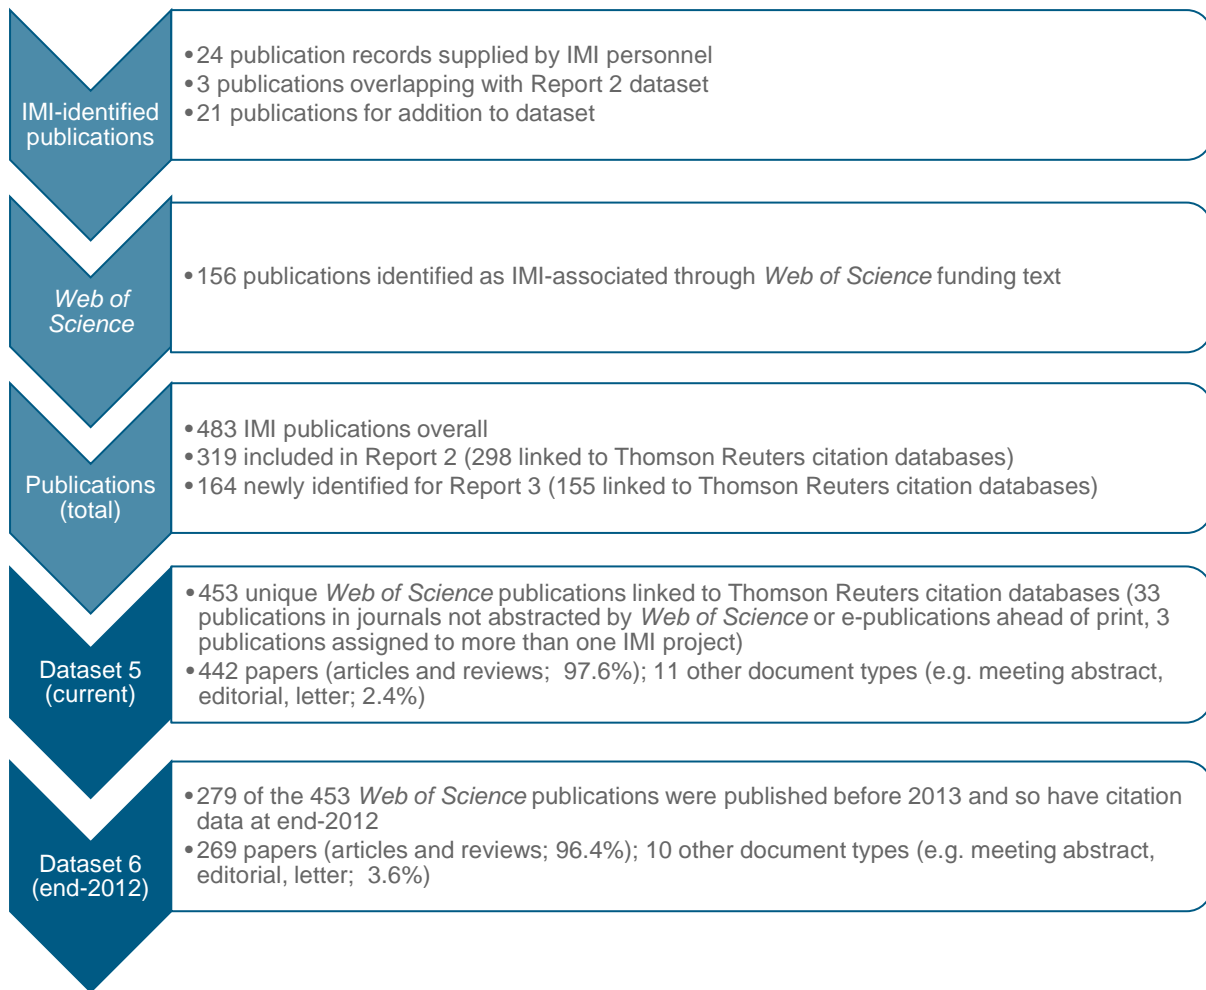 IMI-identified
publications
•24 publication records supplied by IMI personnel
•3 publications overlapping with Report 2 dataset
•21 publications for addition to dataset
Web of
Science
•156 publications identified as IMI-associated through Web of Science funding text
Publications
(total)
•483 IMI publications overall
•319 included in Report 2 (298 linked to Thomson Reuters citation databases)
•164 newly identified for Report 3 (155 linked to Thomson Reuters citation databases)
Dataset 5
(current)
•453 unique Web of Science publications linked to Thomson Reuters citation databases (33
publications in journals not abstracted by Web of Science or e-publications ahead of print, 3
publications assigned to more than one IMI project)
•442 papers (articles and reviews;  97.6%); 11 other document types (e.g. meeting abstract,
editorial, letter; 2.4%)
Dataset 6
(end-2012)
•279 of the 453 Web of Science publications were published before 2013 and so have citation
data at end-2012
•269 papers (articles and reviews; 96.4%); 10 other document types (e.g. meeting abstract,
editorial, letter;  3.6%)